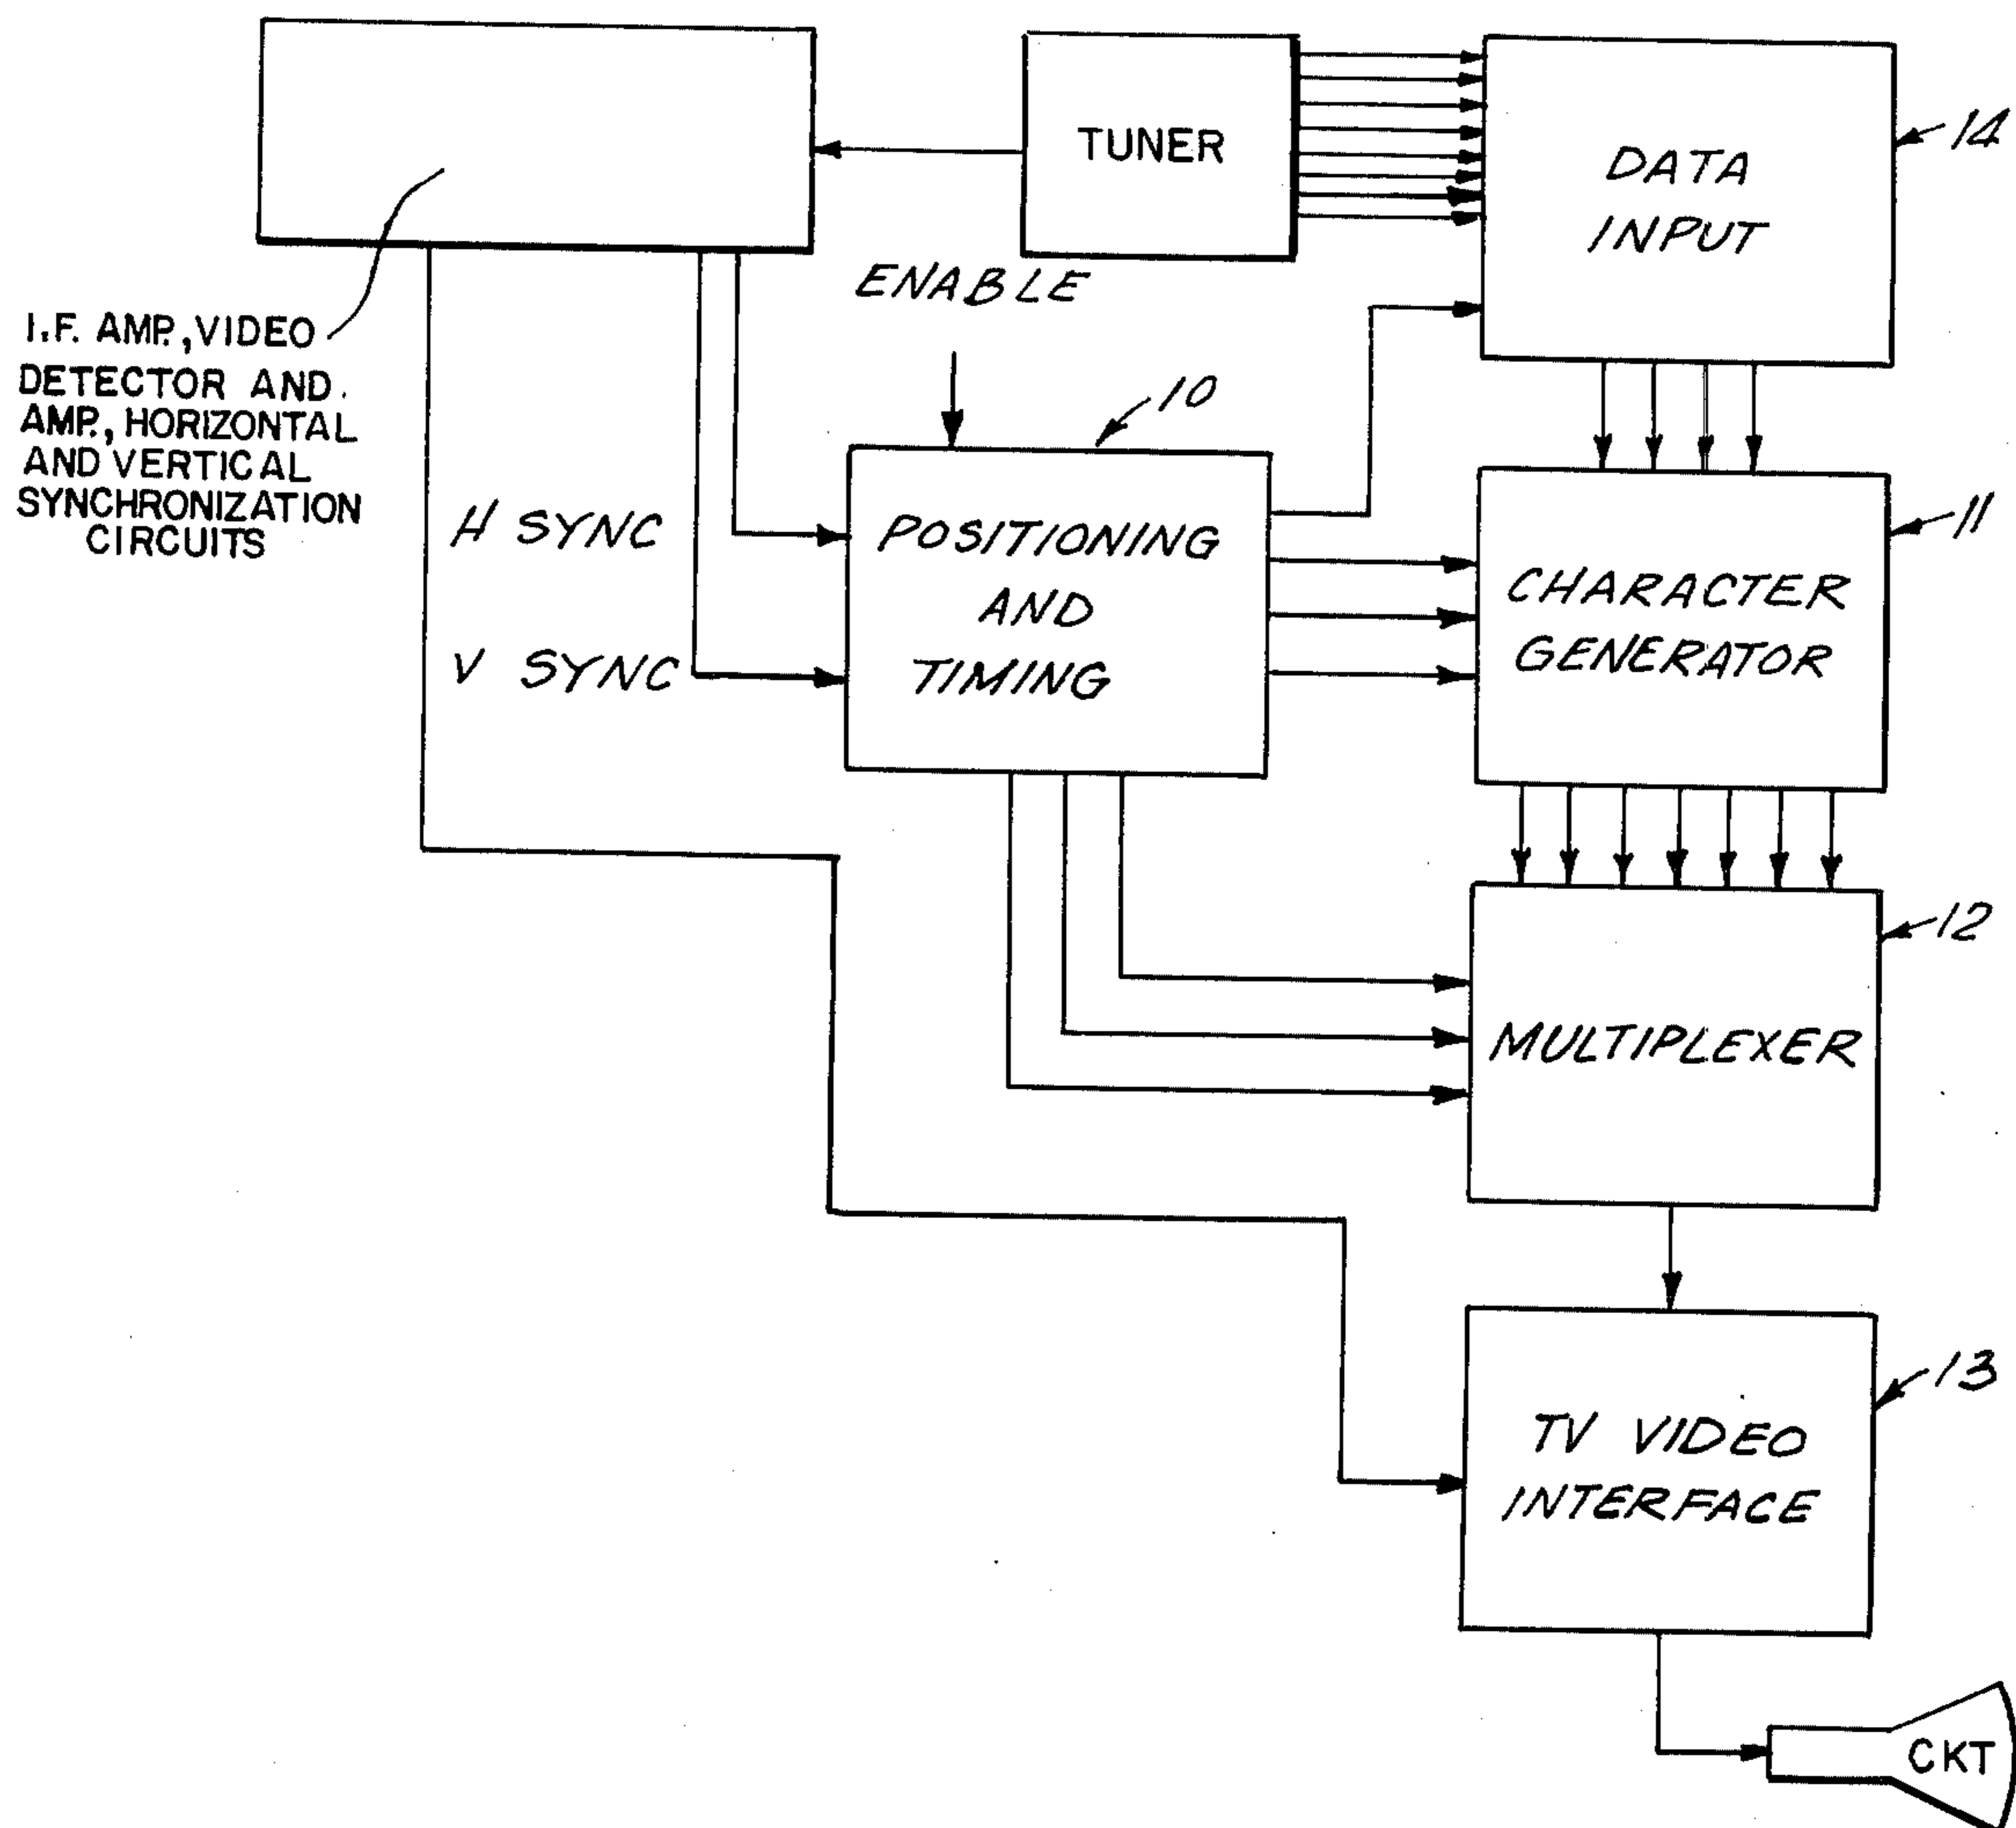 TUNER
DATA
INPUT
14
ENABLE
I.F. AMP., VIDEO
DETECTOR AND
AMP., HORIZONTAL
AND VERTICAL
SYNCHRONIZATION
CIRCUITS
10
H SYNC
V SYNC
POSITIONING
AND
TIMING
11
CHARACTER
GENERATOR
12
MULTIPLEXER
13
TV VIDEO
INTERFACE
CKT